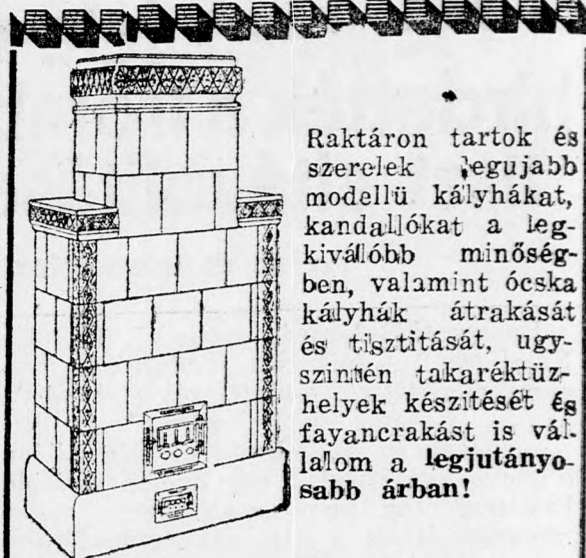 Raktáron tartok és
szerelek legujabb
modellü kályhákat,
kandallókat a leg-
kiválóbb minőség-
ben, valamint ócska
kályhák átrakását
és tisztitását, ugy-
szintén takaréktüz-
helyek készitését és
fayancrakást is vál-
lalom a legjutányo-
sabb árban!